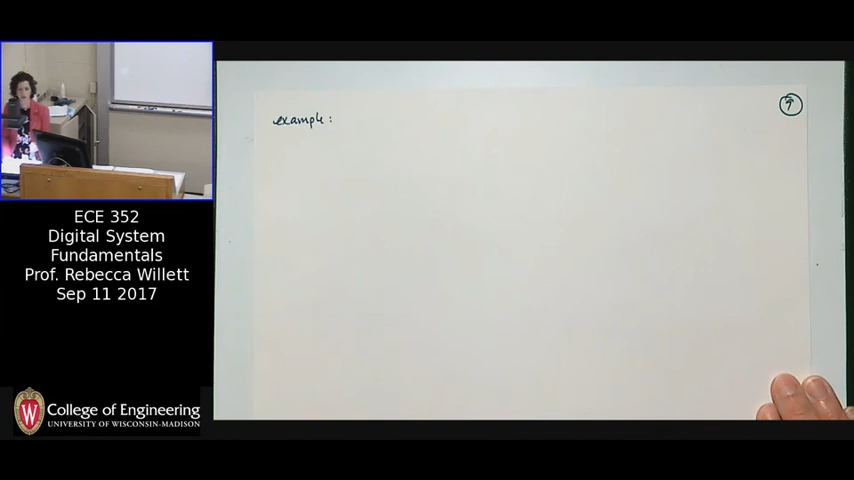 example:
ECE 352
Digital System
Fundamentals
Prof. Rebecca Willett
Sep 11 2017
W
College of Engineering
UNIVERSITY OF WISCONSIN-MADISON